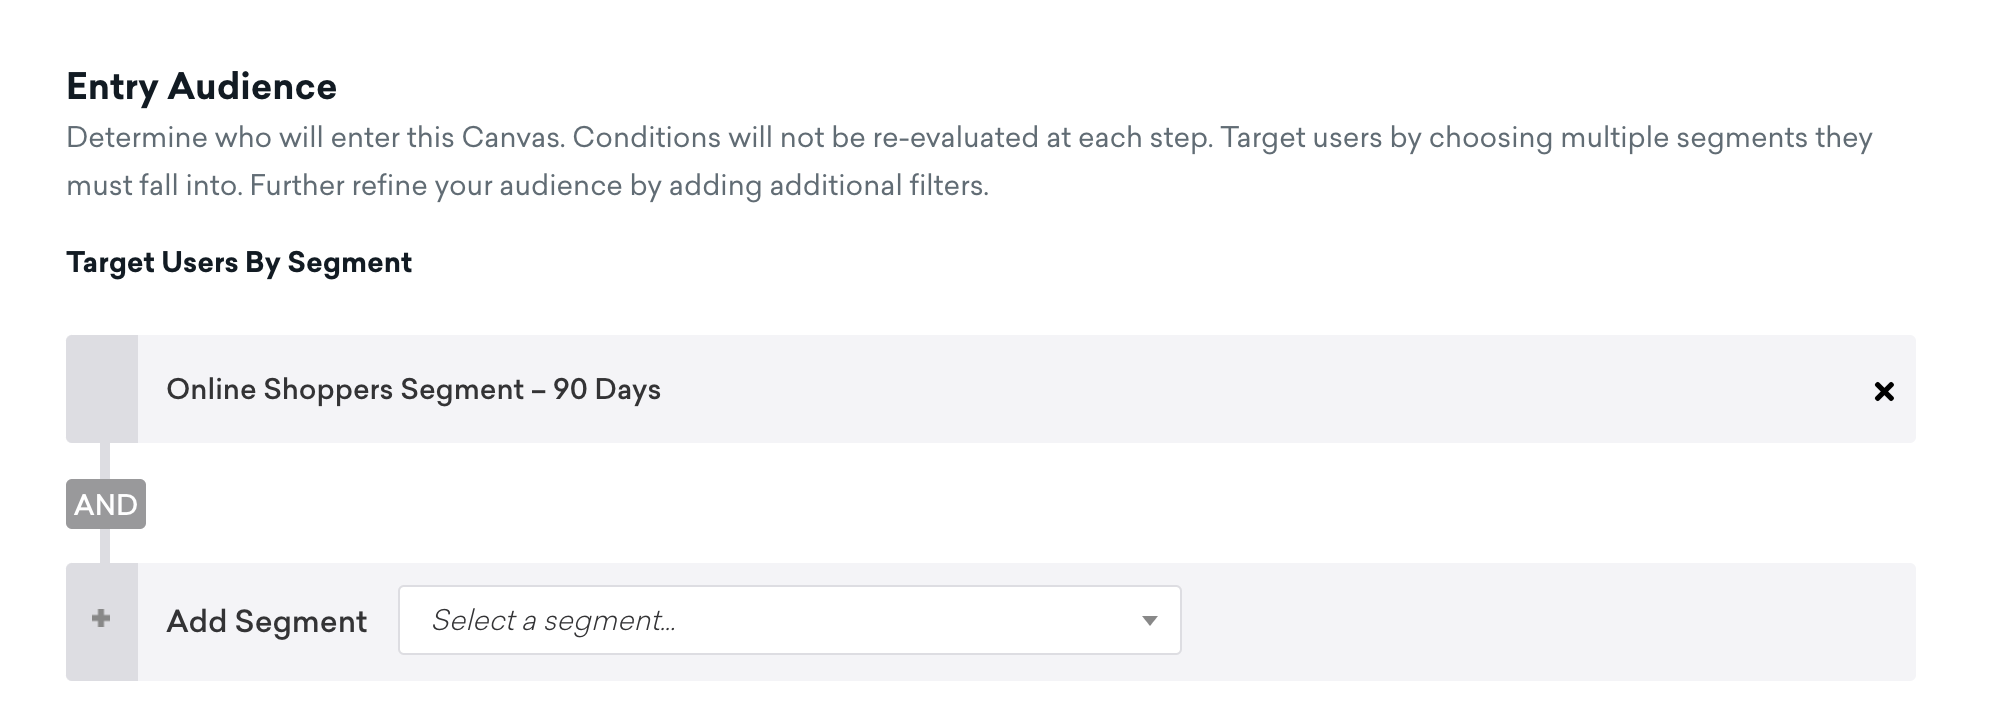 Entry Audience
Determine who will enter this Canvas. Conditions will not be re-evaluated at each step. Target users by choosing multiple segments they
must fall into. Further refine your audience by adding additional filters.
Target Users By Segment
Online Shoppers Segment – 90 Days
AND
Add Segment Select a segment...